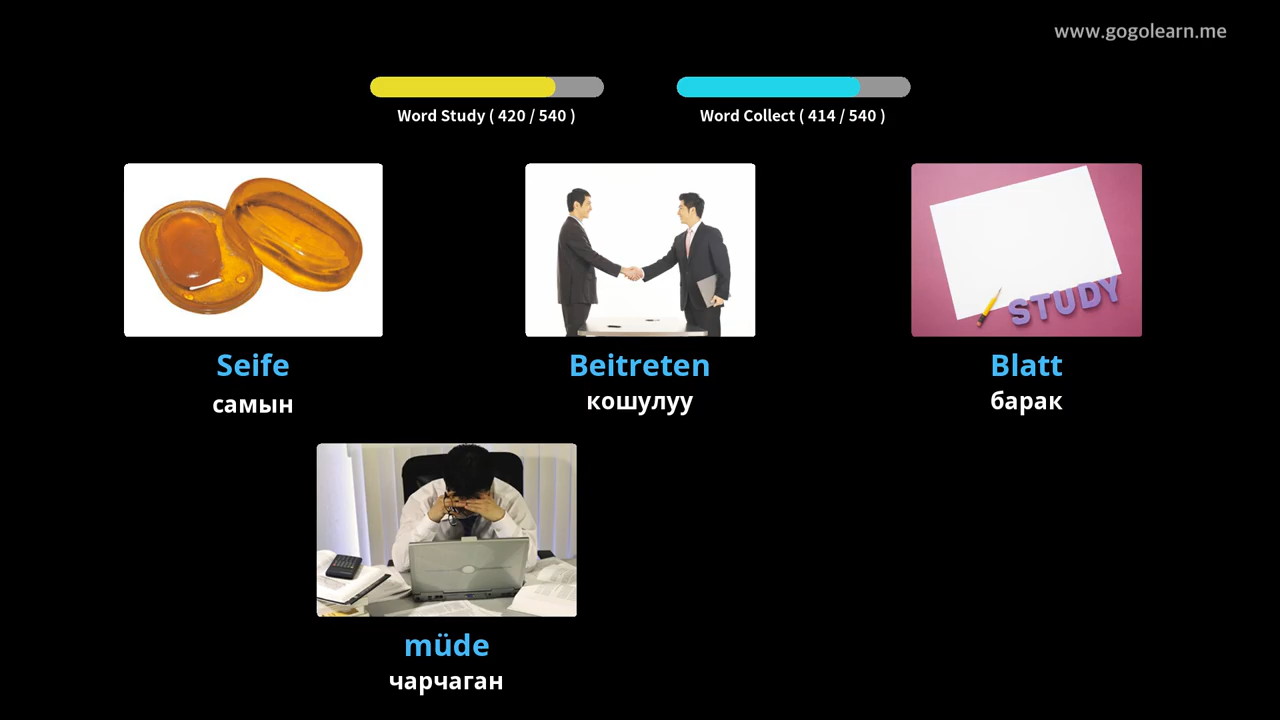 www.gogolearn.me
Word Study ( 420 / 540 )
Word Collect ( 414 / 540 )
STUDY
Seife
самын
Beitreten
кошулуу
Blatt
барак
müde
чарчаган